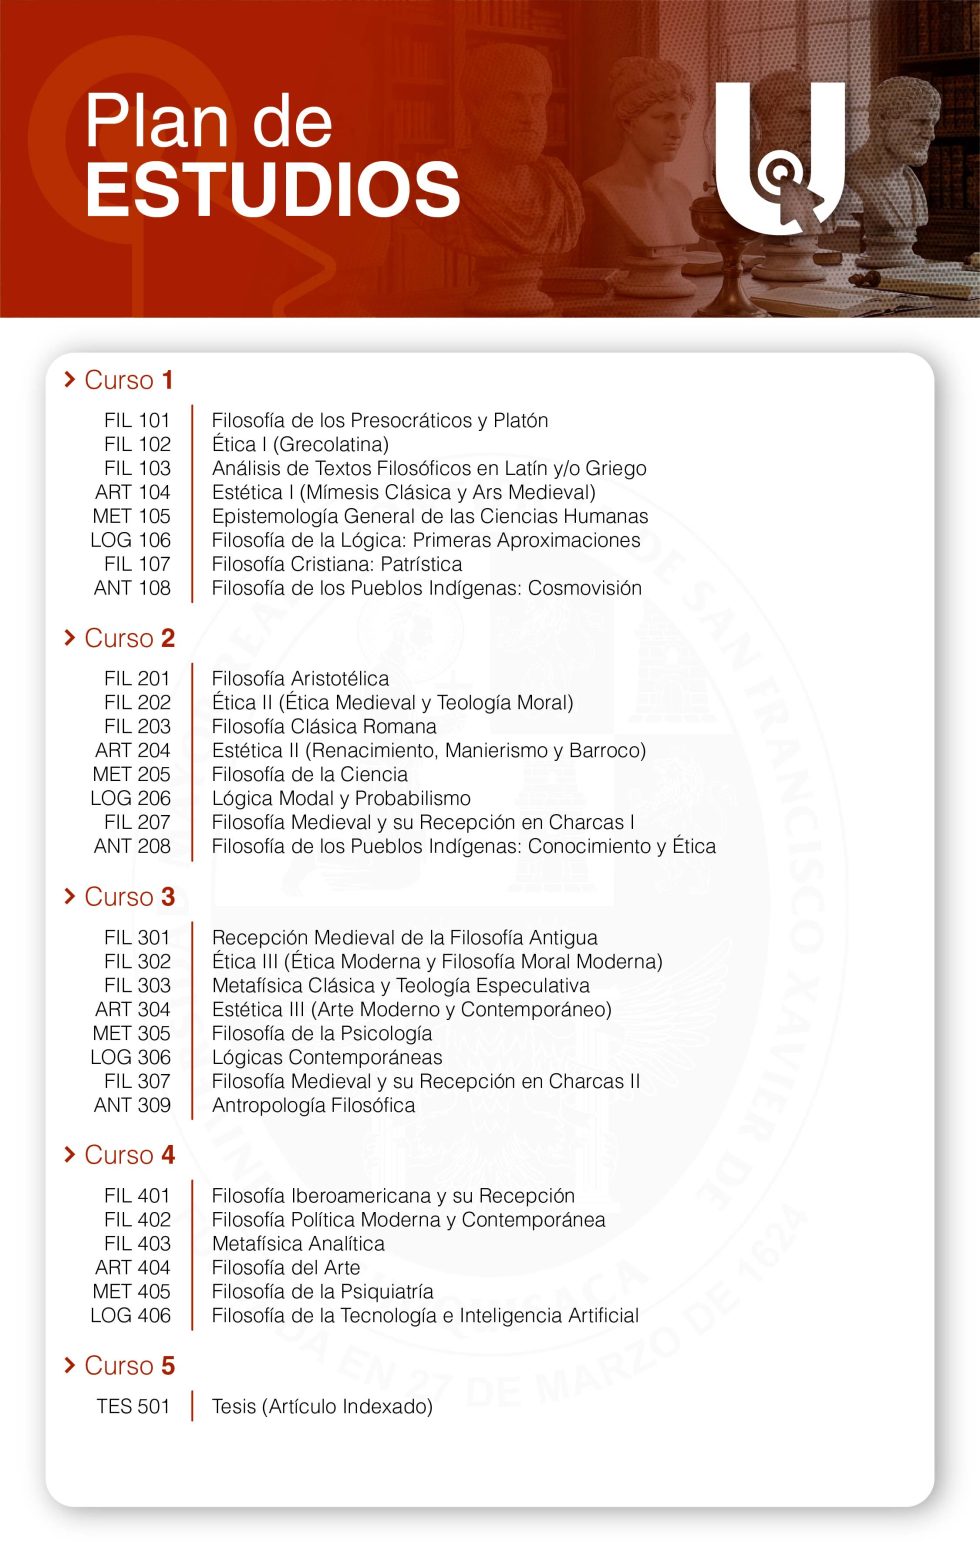 Plan de
ESTUDIOS
Curso 1
FIL 101 Filosofía de los Presocráticos y Platón
FIL 102 Ética I (Grecolatina)
FIL 103 Análisis de Textos Filosóficos en Latín y/o Griego
ART 104 Estética I (Mímesis Clásica y Ars Medieval)
MET 105 Epistemología General de las Ciencias Humanas
LOG 106 Filosofía de la Lógica: Primeras Aproximaciones
FIL 107 Filosofía Cristiana: Patrística
ANT 108 Filosofía de los Pueblos Indígenas: Cosmovisión
Curso 2
FIL 201 Filosofía Aristotélica
FIL 202 Ética II (Ética Medieval y Teología Moral)
FIL 203 Filosofía Clásica Romana
ART 204 Estética II (Renacimiento, Manierismo y Barroco)
MET 205 Filosofía de la Ciencia
LOG 206 Lógica Modal y Probabilismo
FIL 207 Filosofía Medieval y su Recepción en Charcas I
ANT 208 Filosofía de los Pueblos Indígenas: Conocimiento y Ética
Curso 3
FIL 301 Recepción Medieval de la Filosofía Antigua
FIL 302 Ética III (Ética Moderna y Filosofía Moral Moderna)
FIL 303 Metafísica Clásica y Teología Especulativa
ART 304 Estética III (Arte Moderno y Contemporáneo)
MET 305 Filosofía de la Psicología
LOG 306 Lógicas Contemporáneas
FIL 307 Filosofía Medieval y su Recepción en Charcas II
ANT 309 Antropología Filosófica
Curso 4
FIL 401 Filosofía Iberoamericana y su Recepción
FIL 402 Filosofía Política Moderna y Contemporánea
FIL 403 Metafísica Analítica
ART 404 Filosofía del Arte
MET 405 Filosofía de la Psiquiatría
LOG 406 Filosofía de la Tecnología e Inteligencia Artificial
Curso 5
TES 501 Tesis (Artículo Indexado)
DE SAN FRANCISCO XAVIER DE
EN 27 DE MARZO DE 1624